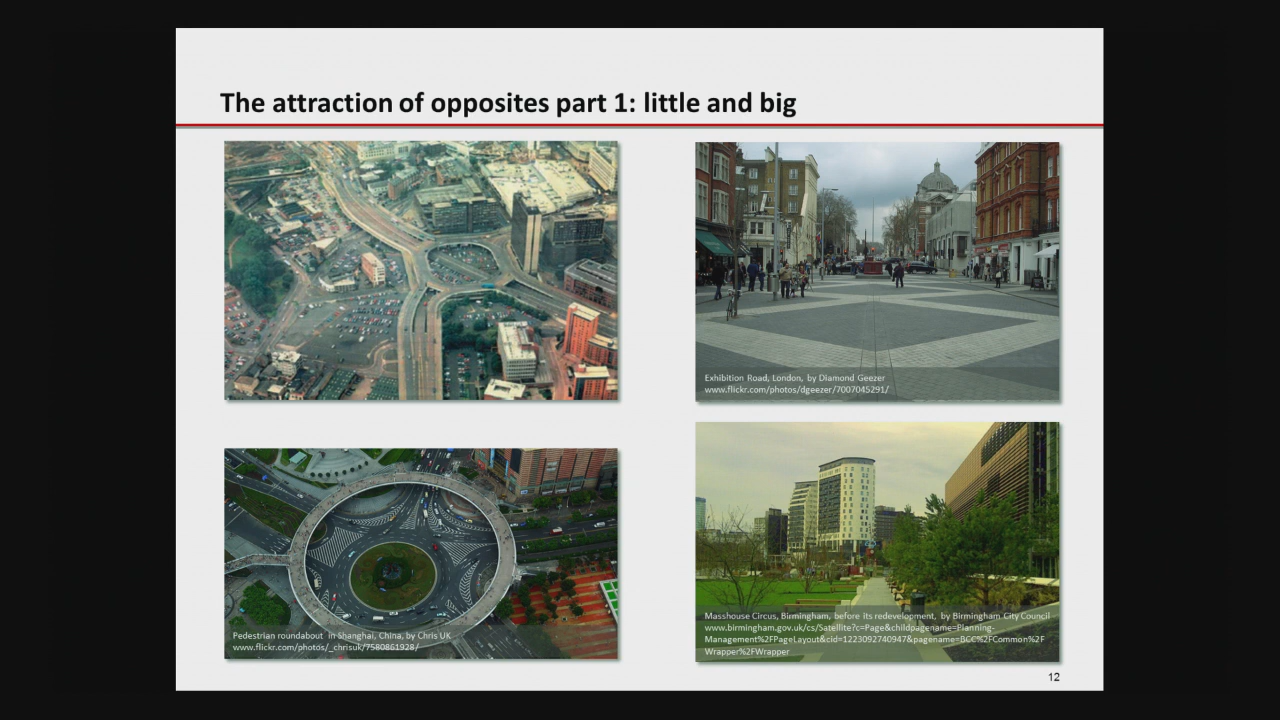 The attraction of opposites part 1: little and big
Exhibition Road, London, by Diamond Geezer
www.flickr.com/photos/dgeezer/7007045291/
Pedestrian roundabout in Shanghai, China, by Chris UK
www.flickr.com/photos/_chrisuk/7580861928/
Masshouse Circus, Birmingham, before its redevelopment, by Birmingham City Council
www.birmingham.gov.uk/cs/Satellite?c=Page&childpagename=Planning-
Management%2FPageLayout&cid=1223092740947&pagename=BCC%2FCommon%2F
Wrapper%2FWrapper
12